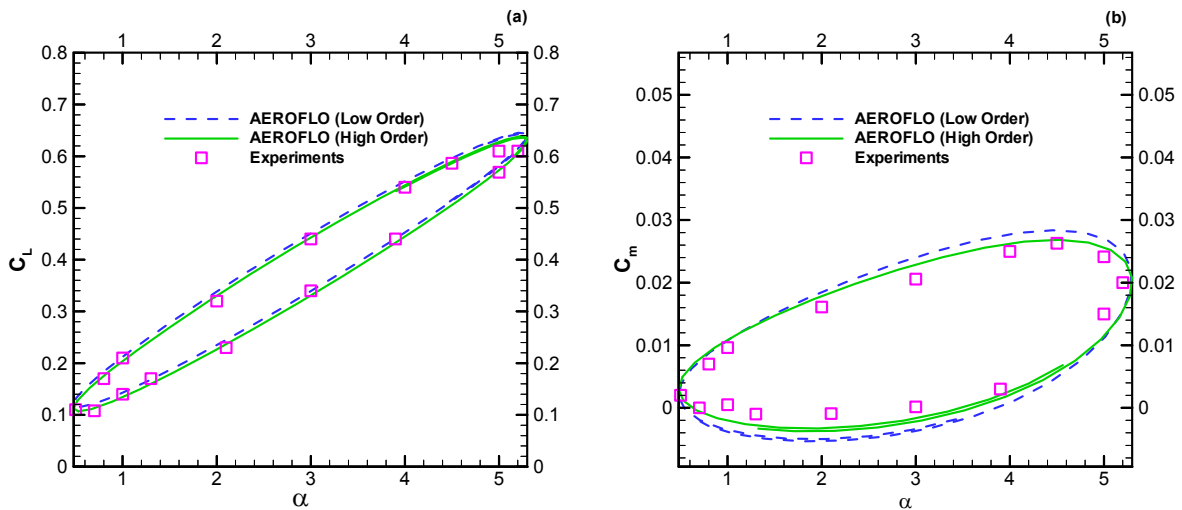 (a)
1 2 3 4 5
0.8 0.8
AEROFLO (Low Order)
AEROFLO (High Order)
Experiments
0.7 0.7
0.6 0.6
0.5 0.5
0.4 0.4
0.3 0.3
0.2 0.2
0.1 0.1
0 0
C_L
1 2 3 4 5
α
(b)
1 2 3 4 5
AEROFLO (Low Order)
AEROFLO (High Order)
Experiments
0.05 0.05
0.04 0.04
0.03 0.03
0.02 0.02
0.01 0.01
0 0
C_m
1 2 3 4 5
α